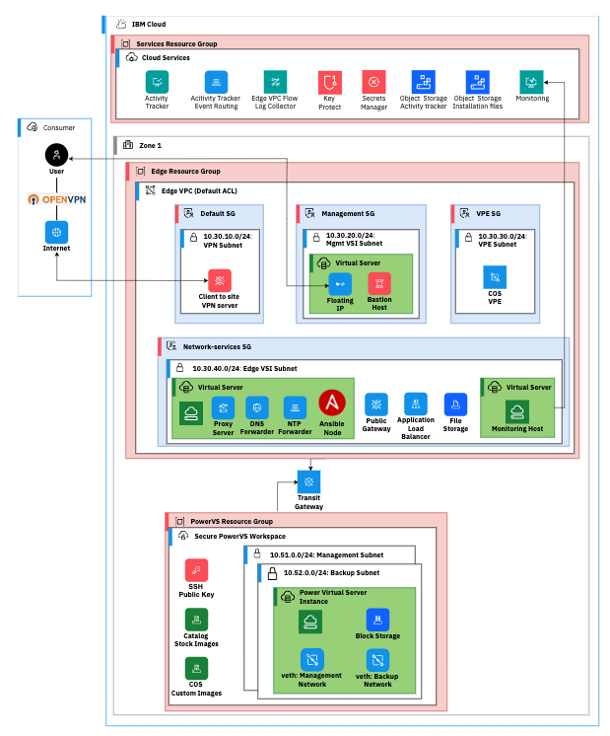 IBM Cloud
Services Resource Group
Cloud Services
Activity
Tracker
Acitivity Tracker
Event Routing
Edge VPC Flow
Log Collector
Key
Protect
Secrets
Manager
Object Storage
Activity tracker
Object Storage
Installation files
Monitoring
Consumer
User
OPENVPN
Internet
Zone 1
Edge Resource Group
Edge VPC (Default ACL)
Default SG
10.30.10.0/24:
VPN Subnet
Client to site
VPN server
Management SG
10.30.20.0/24:
Mgmt VSI Subnet
Virtual Server
Floating
IP
Bastion
Host
VPE SG
10.30.30.0/24:
VPE Subnet
COS
VPE
Network-services SG
10.30.40.0/24: Edge VSI Subnet
Virtual Server
Proxy
Server
DNS
Forwarder
NTP
Forwarder
Ansible
Node
Public
Gateway
Application
Load
Balancer
File
Storage
Virtual Server
Monitoring Host
Transit
Gateway
PowerVS Resource Group
Secure PowerVS Workspace
SSH
Public Key
Catalog
Stock Images
COS
Custom Images
10.51.0.0/24: Management Subnet
10.52.0.0/24: Backup Subnet
Power Virtual Server
Instance
Block Storage
veth: Management
Network
veth: Backup
Network